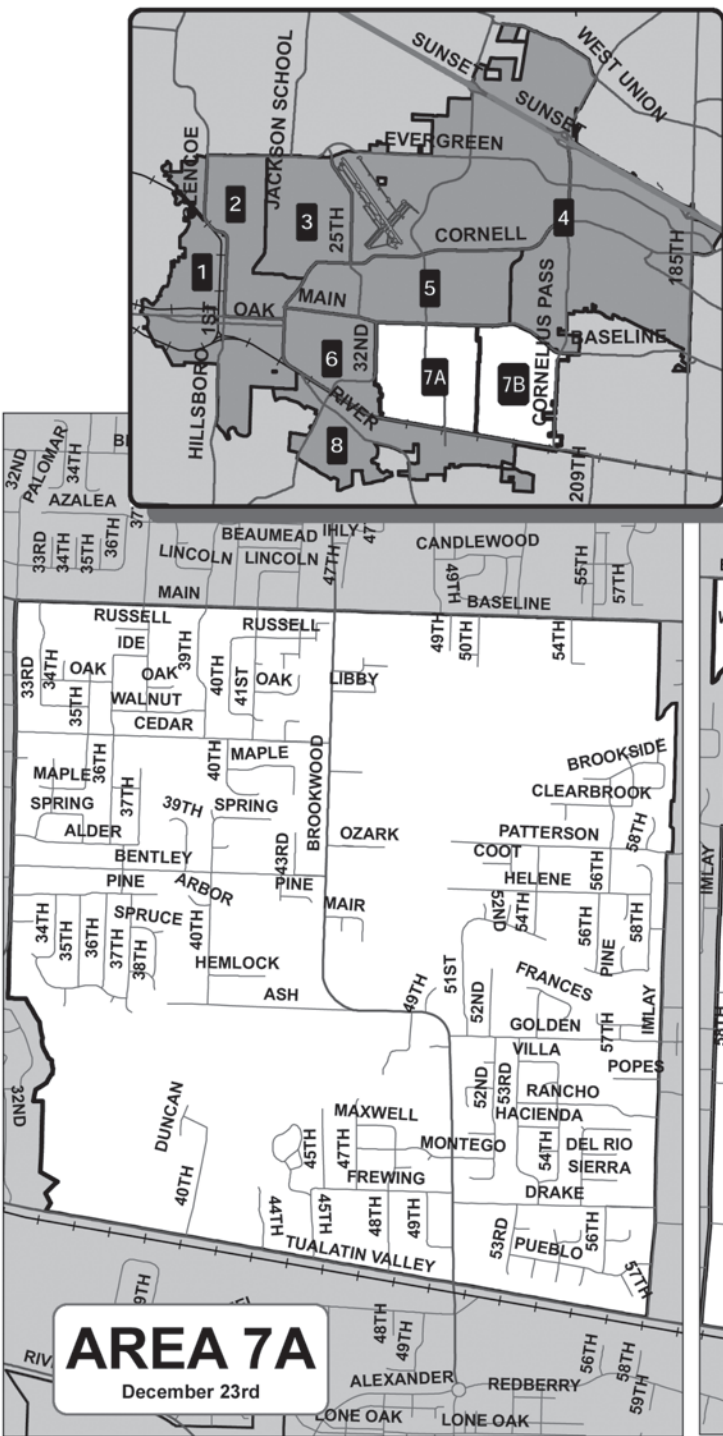 SUNSET
WEST UNION
SUNSET
JACKSON SCHOOL
GLENCOE
EVERGREEN
2
3
25TH
4
CORNELL
185TH
1
5
MAIN
OAK
1ST
CORNELIUS PASS
BASELINE
6
32ND
7A
7B
HILLSBORO
RIVER
8
209TH
32ND
PALOMAR
34TH
AZALEA
33RD
34TH
35TH
36TH
BEAUMEAD
LINCOLN
LINCOLN
47TH
CANDLEWOOD
49TH
55TH
57TH
MAIN
BASELINE
RUSSELL
RUSSELL
49TH
50TH
54TH
IDE
39TH
33RD
34TH
OAK
OAK
40TH
41ST
OAK
LIBBY
35TH
WALNUT
CEDAR
36TH
40TH
MAPLE
BROOKWOOD
BROOKSIDE
MAPLE
37TH
CLEARBROOK
SPRING
39TH
SPRING
ALDER
43RD
OZARK
PATTERSON
58TH
BENTLEY
COOT
56TH
IMLAY
PINE
ARBOR
PINE
HELENE
34TH
35TH
36TH
37TH
38TH
SPRUCE
40TH
MAIR
52ND
54TH
56TH
PINE
58TH
HEMLOCK
49TH
51ST
52ND
FRANCES
ASH
GOLDEN
57TH
IMLAY
58TH
VILLA
POPES
32ND
DUNCAN
52ND
53RD
RANCHO
MAXWELL
HACIENDA
45TH
47TH
MONTEGO
54TH
DEL RIO
SIERRA
40TH
FREWING
DRAKE
44TH
45TH
48TH
49TH
53RD
PUEBLO
56TH
57TH
TUALATIN VALLEY
48TH
49TH
56TH
58TH
59TH
AREA 7A
December 23rd
ALEXANDER
REDBERRY
LONE OAK
LONE OAK